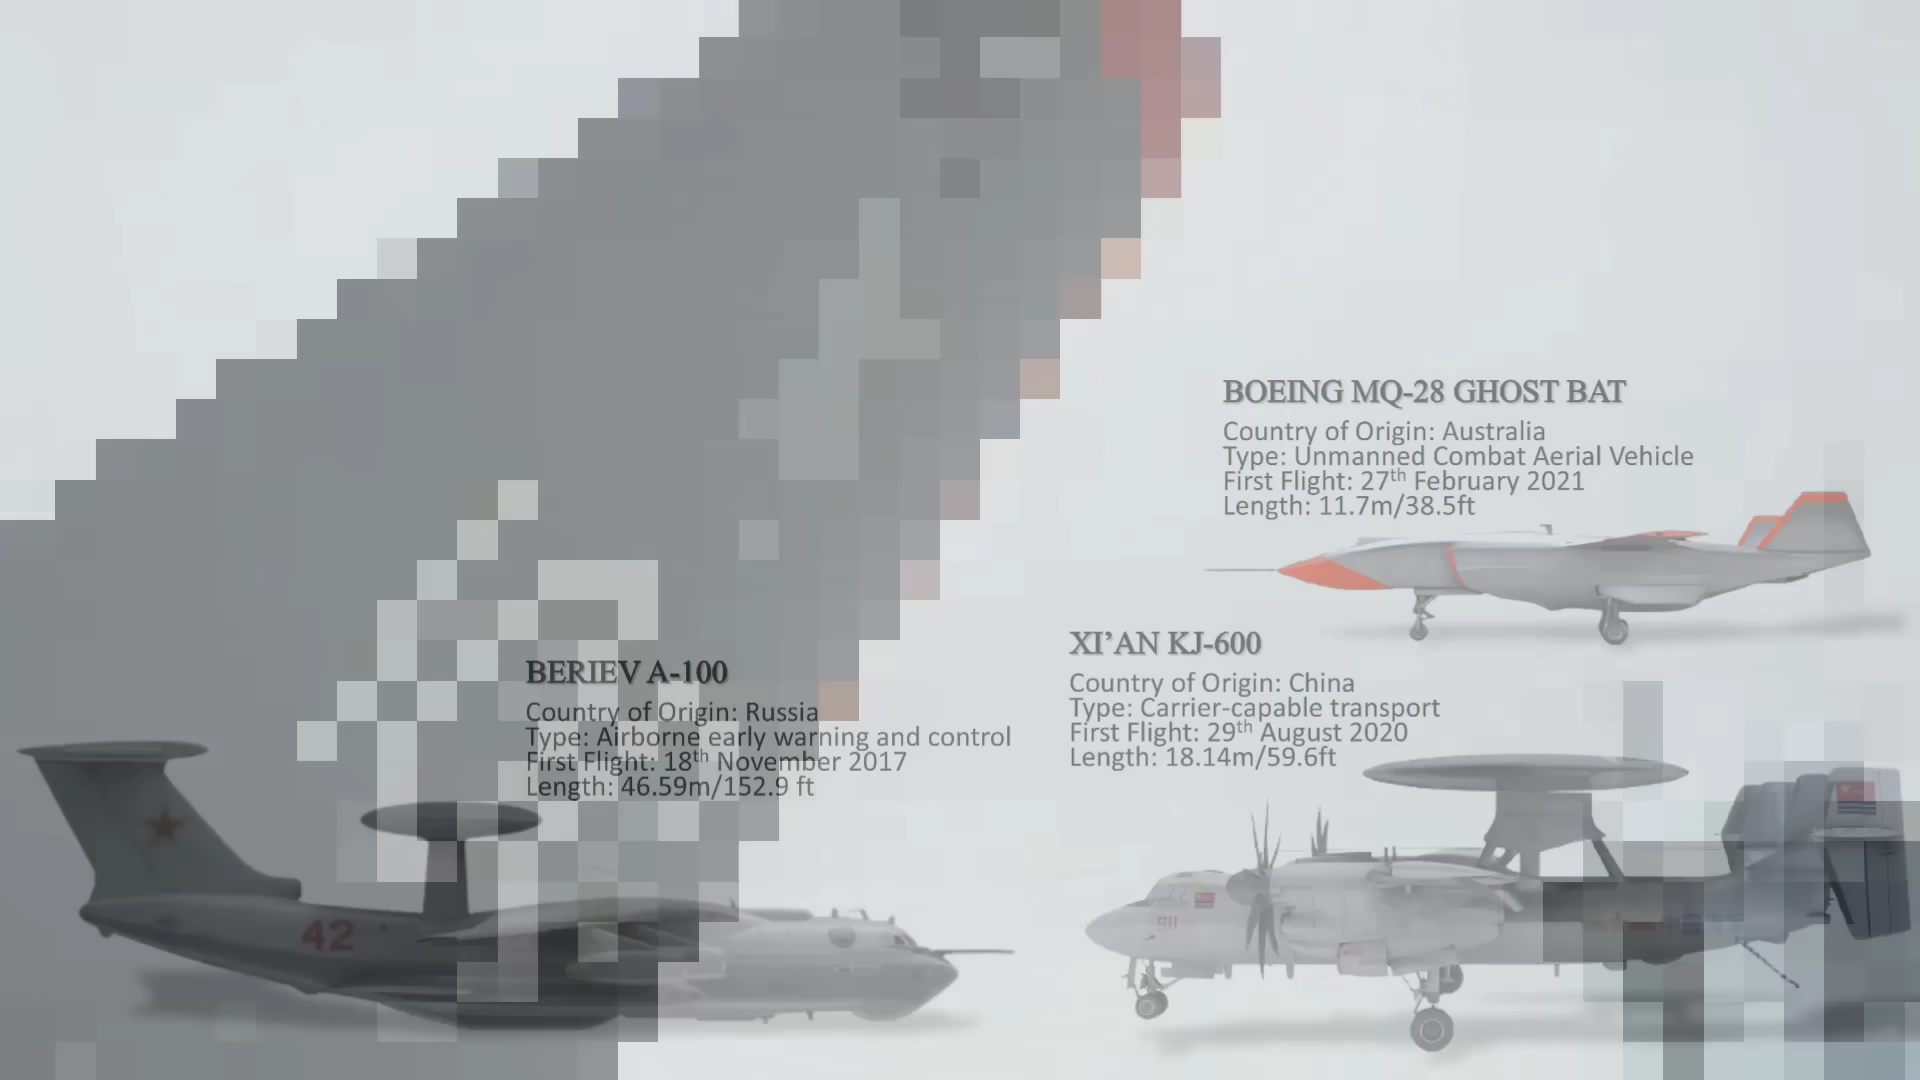 BOEING MQ-28 GHOST BAT
Country of Origin: Australia
Type: Unmanned Combat Aerial Vehicle
First Flight: 27th February 2021
Length: 11.7m/38.5ft
XI'AN KJ-600
Country of Origin: China
Type: Carrier-capable transport
First Flight: 29th August 2020
Length: 18.14m/59.6ft
BERIEV A-100
Country of Origin: Russia
Type: Airborne early warning and control
First Flight: 18th November 2017
Length: 46.59m/152.9 ft
42
911